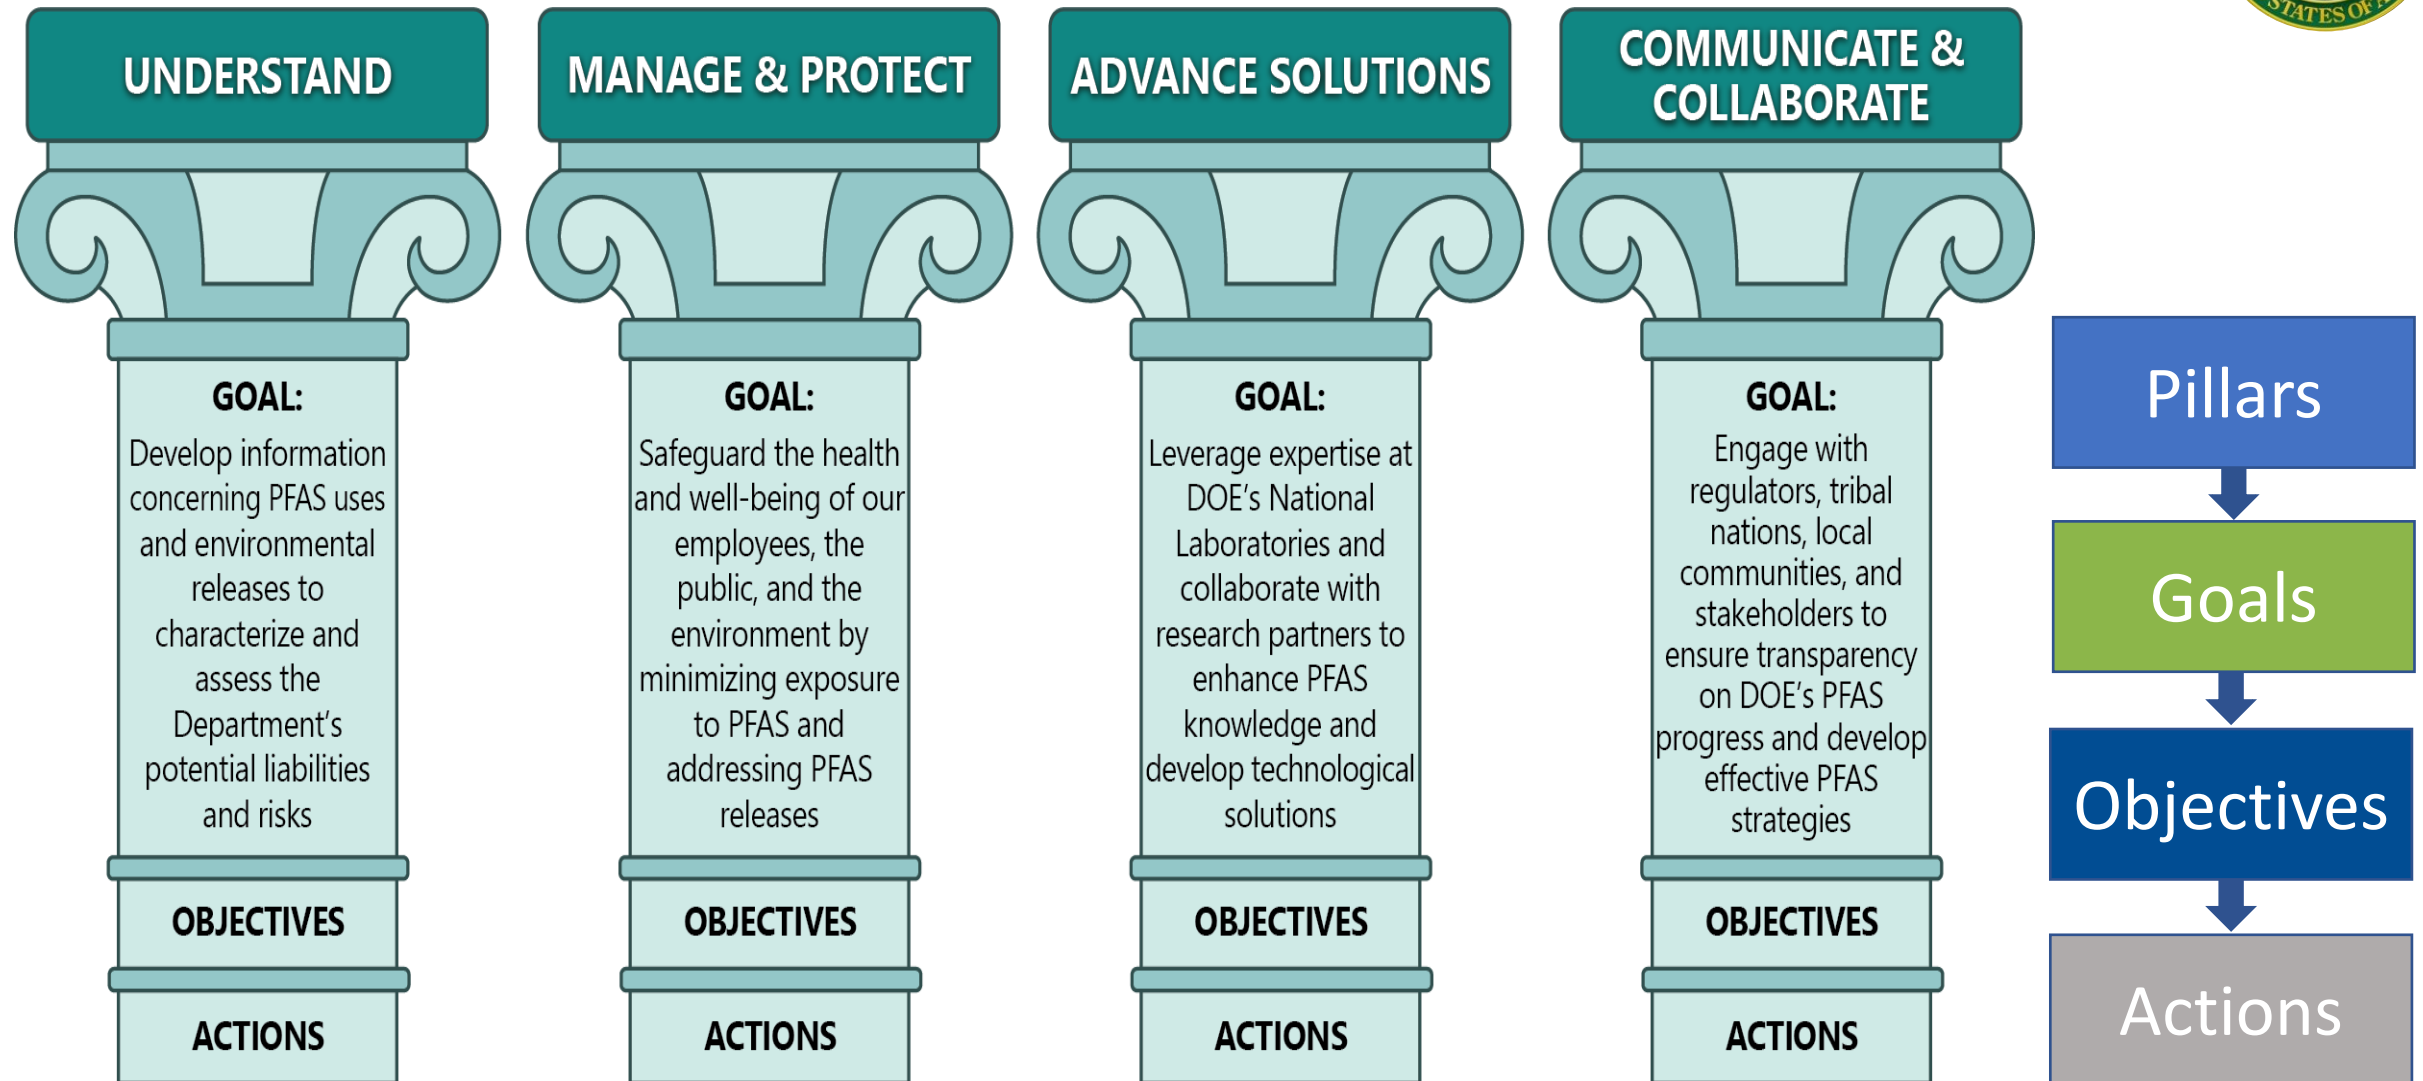 UNDERSTAND
GOAL:
Develop information
concerning PFAS uses
and environmental
releases to
characterize and
assess the
Department's
potential liabilities
and risks
OBJECTIVES
ACTIONS
MANAGE & PROTECT
GOAL:
Safeguard the health
and well-being of our
employees, the
public, and the
environment by
minimizing exposure
to PFAS and
addressing PFAS
releases
OBJECTIVES
ACTIONS
ADVANCE SOLUTIONS
GOAL:
Leverage expertise at
DOE's National
Laboratories and
collaborate with
research partners to
enhance PFAS
knowledge and
develop technological
solutions
OBJECTIVES
ACTIONS
COMMUNICATE &
COLLABORATE
GOAL:
Engage with
regulators, tribal
nations, local
communities, and
stakeholders to
ensure transparency
on DOE's PFAS
progress and develop
effective PFAS
strategies
OBJECTIVES
ACTIONS
STATES OF
Pillars
Goals
Objectives
Actions